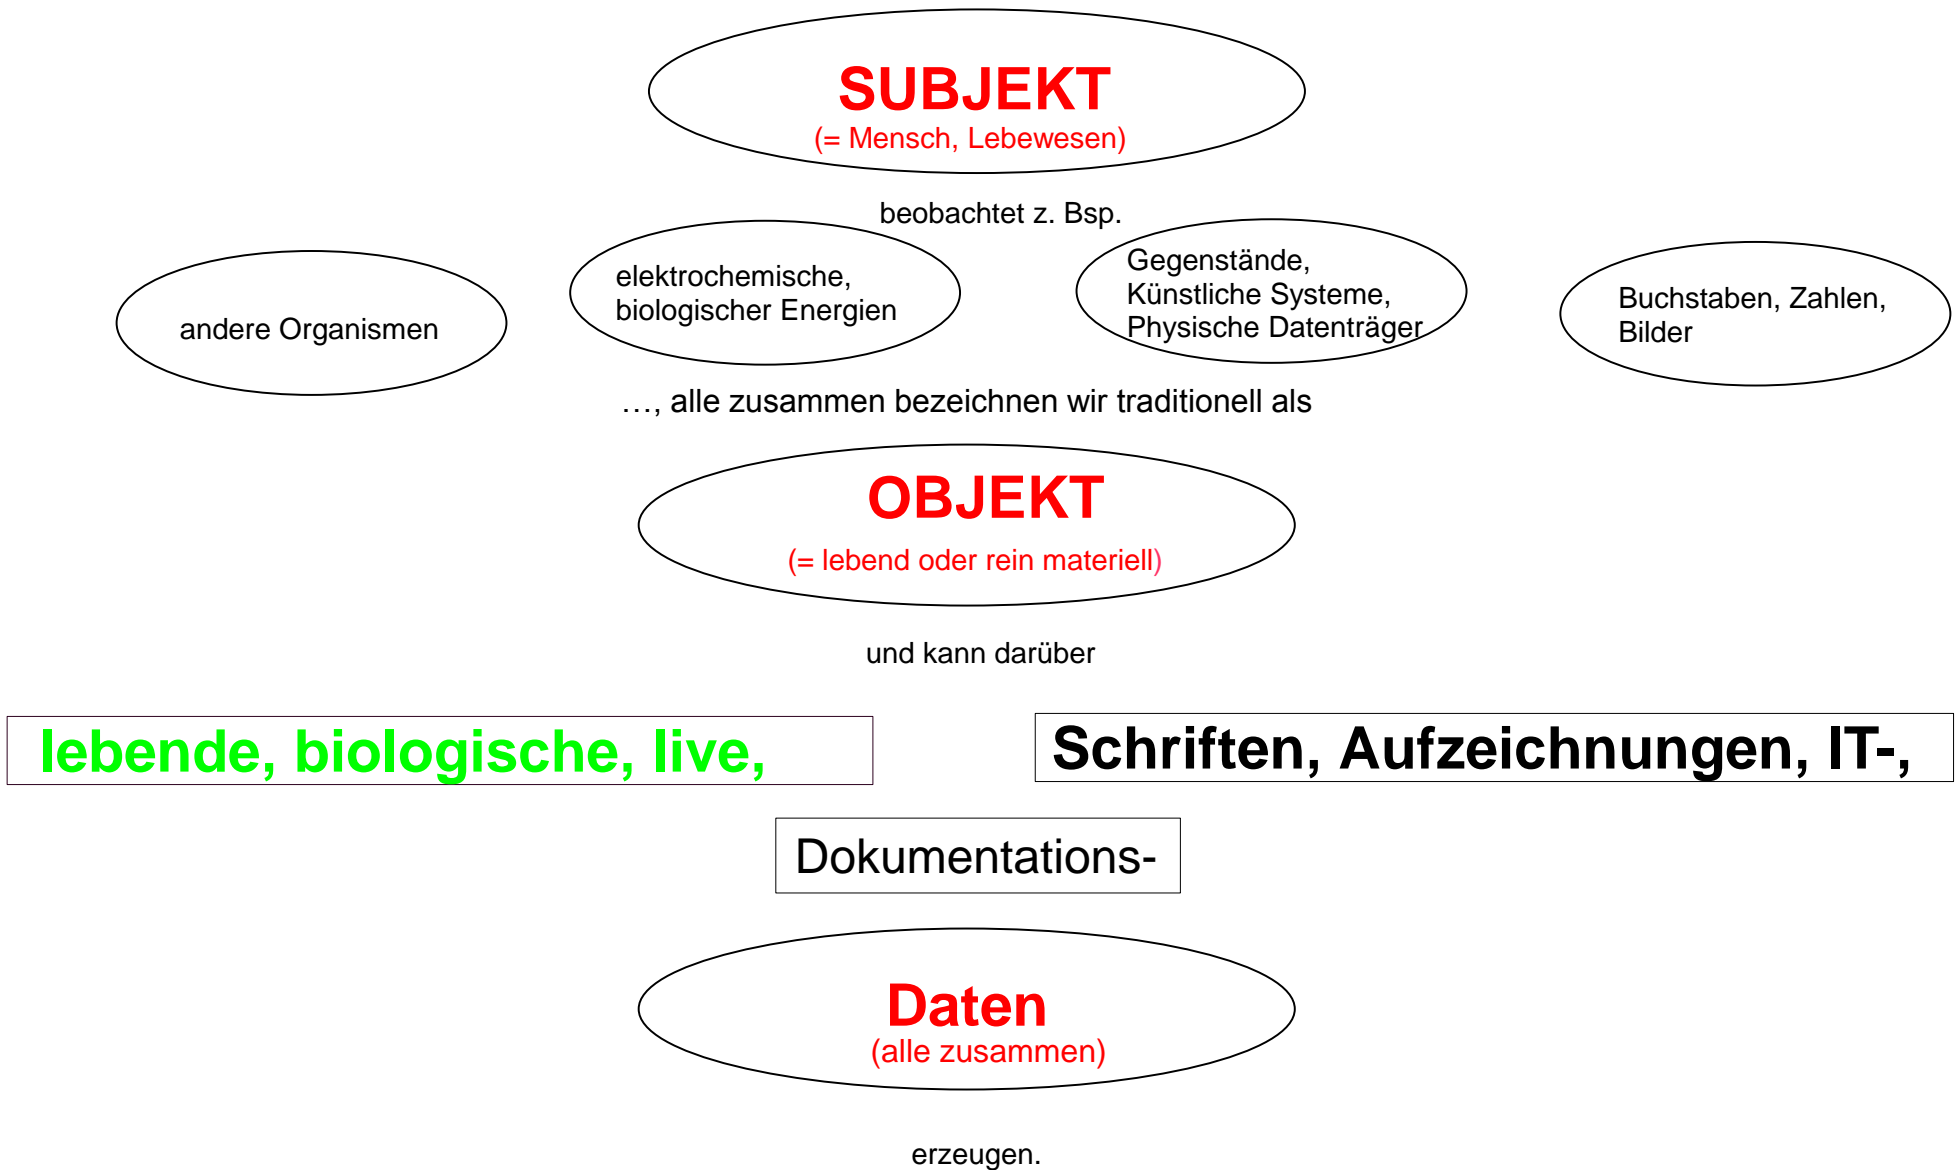 SUBJEKT
(= Mensch, Lebewesen)
beobachtet z. Bsp.
andere Organismen
elektrochemische,
biologischer Energien
Gegenstände,
Künstliche Systeme,
Physische Datenträger
Buchstaben, Zahlen,
Bilder
…, alle zusammen bezeichnen wir traditionell als
OBJEKT
(= lebend oder rein materiell)
und kann darüber
lebende, biologische, live,
Schriften, Aufzeichnungen, IT-,
Dokumentations-
Daten
(alle zusammen)
erzeugen.